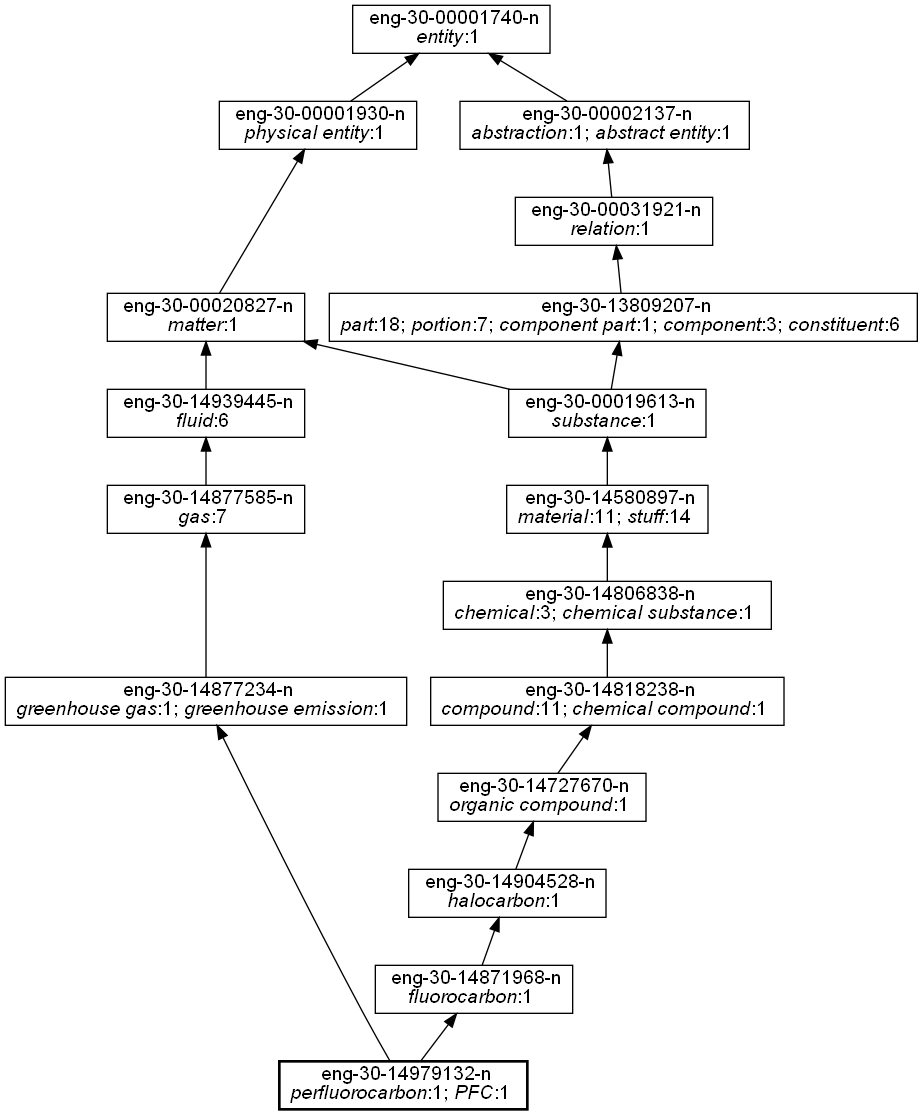 eng-30-00001740-n
entity:1
eng-30-00001930-n
physical entity:1
eng-30-00002137-n
abstraction:1; abstract entity:1
eng-30-00031921-n
relation:1
eng-30-00020827-n
matter:1
eng-30-13809207-n
part:18; portion:7; component part:1; component:3; constituent:6
eng-30-14939445-n
fluid:6
eng-30-00019613-n
substance:1
eng-30-14877585-n
gas:7
eng-30-14580897-n
material:11; stuff:14
eng-30-14806838-n
chemical:3; chemical substance:1
eng-30-14877234-n
greenhouse gas:1; greenhouse emission:1
eng-30-14818238-n
compound:11; chemical compound:1
eng-30-14727670-n
organic compound:1
eng-30-14904528-n
halocarbon:1
eng-30-14871968-n
fluorocarbon:1
eng-30-14979132-n
perfluorocarbon:1; PFC:1